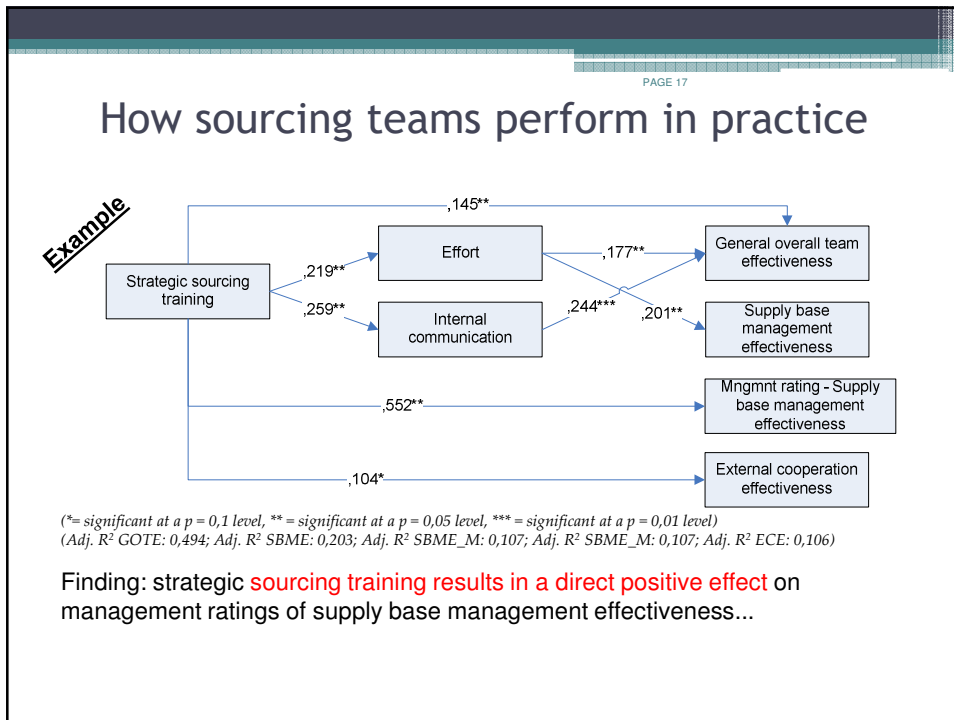 PAGE 17
How sourcing teams perform in practice
Example
,145**
Strategic sourcing
training
,219**
,259**
Effort
Internal
communication
,177**
,244***
,201**
General overall team
effectiveness
Supply base
management
effectiveness
,552**
Mngmnt rating - Supply
base management
effectiveness
,104*
External cooperation
effectiveness
(*= significant at a p = 0,1 level, ** = significant at a p = 0,05 level, *** = significant at a p = 0,01 level)
(Adj. R² GOTE: 0,494; Adj. R² SBME: 0,203; Adj. R² SBME_M: 0,107; Adj. R² SBME_M: 0,107; Adj. R² ECE: 0,106)
Finding: strategic sourcing training results in a direct positive effect on
management ratings of supply base management effectiveness...